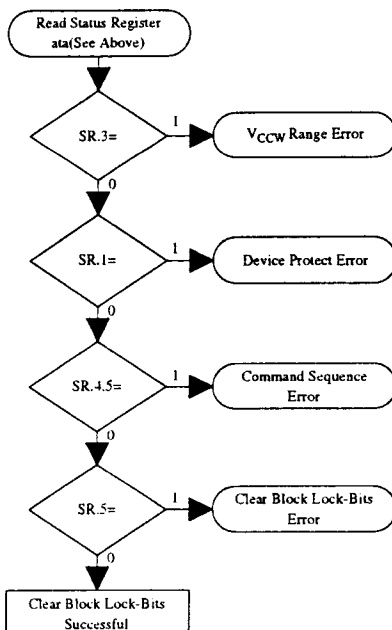 Read Status Register
ata(See Above)
SR.3=
1
VCCW Range Error
0
SR.1=
1
Device Protect Error
0
SR.4.5=
1
Command Sequence
Error
0
SR.5=
1
Clear Block Lock-Bits
Error
0
Clear Block Lock-Bits
Successful